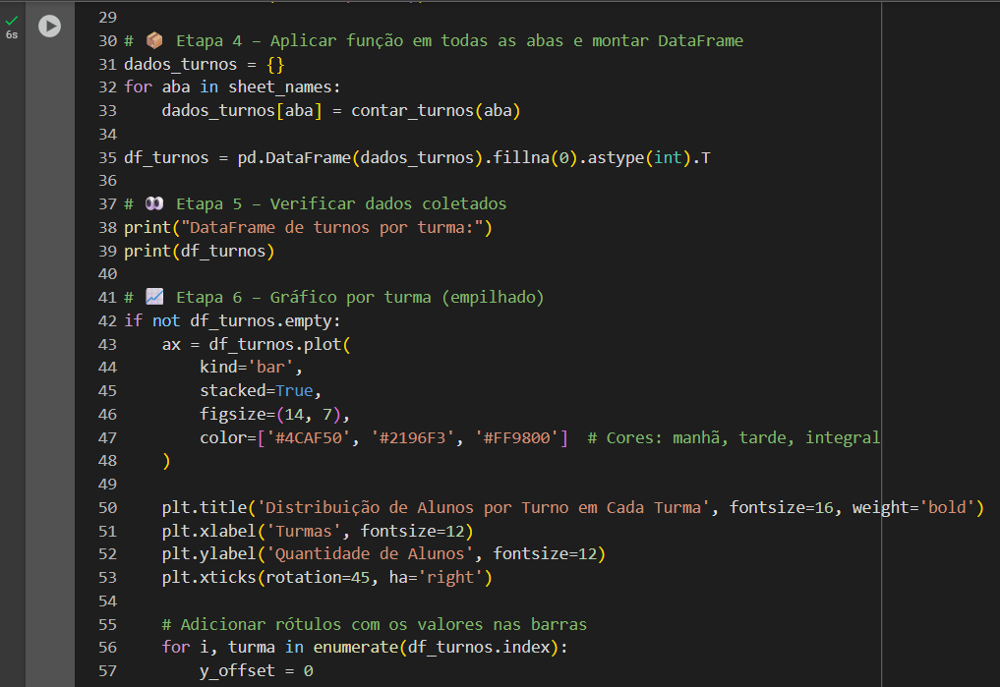 6s
29
30 # 📦 Etapa 4 – Aplicar função em todas as abas e montar DataFrame
31 dados_turnos = {}
32 for aba in sheet_names:
33     dados_turnos[aba] = contar_turnos(aba)
34
35 df_turnos = pd.DataFrame(dados_turnos).fillna(0).astype(int).T
36
37 # 👀 Etapa 5 – Verificar dados coletados
38 print("DataFrame de turnos por turma:")
39 print(df_turnos)
40
41 # 📈 Etapa 6 – Gráfico por turma (empilhado)
42 if not df_turnos.empty:
43     ax = df_turnos.plot(
44         kind='bar',
45         stacked=True,
46         figsize=(14, 7),
47         color=['#4CAF50', '#2196F3', '#FF9800']  # Cores: manhã, tarde, integral
48     )
49
50     plt.title('Distribuição de Alunos por Turno em Cada Turma', fontsize=16, weight='bold')
51     plt.xlabel('Turmas', fontsize=12)
52     plt.ylabel('Quantidade de Alunos', fontsize=12)
53     plt.xticks(rotation=45, ha='right')
54
55     # Adicionar rótulos com os valores nas barras
56     for i, turma in enumerate(df_turnos.index):
57         y_offset = 0